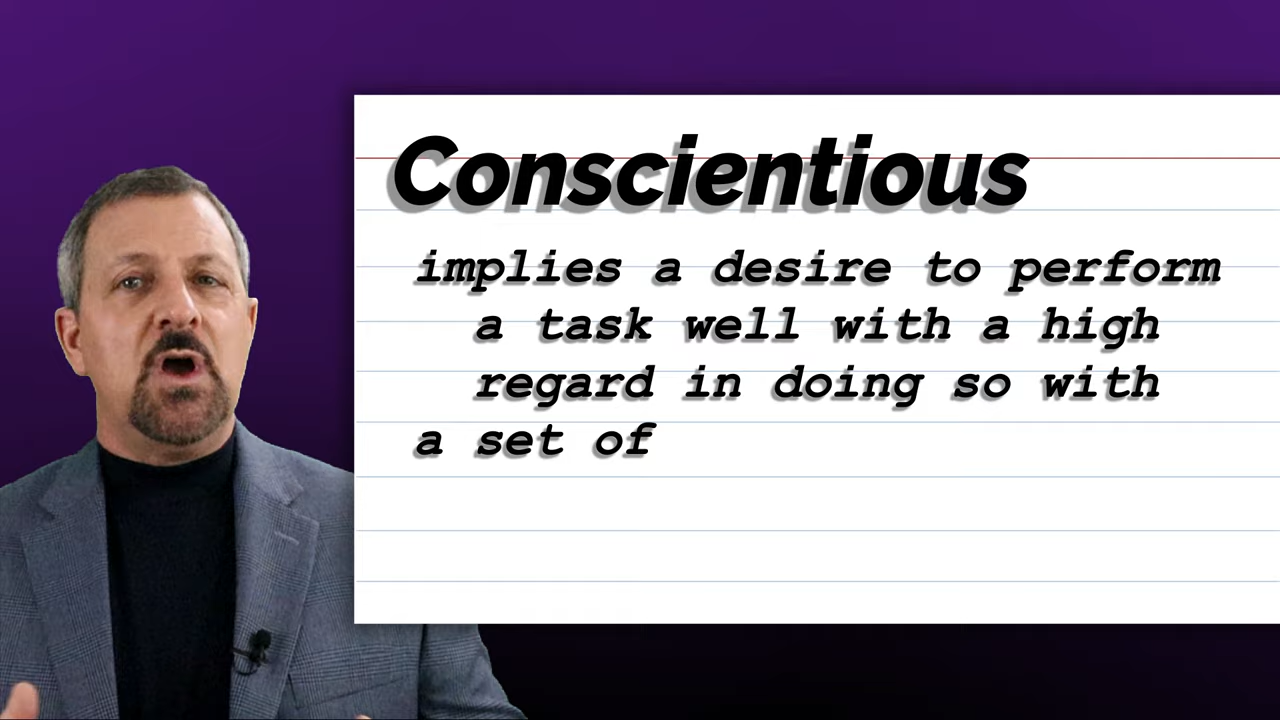 Conscientious
implies a desire to perform
a task well with a high
regard in doing so with
a set of